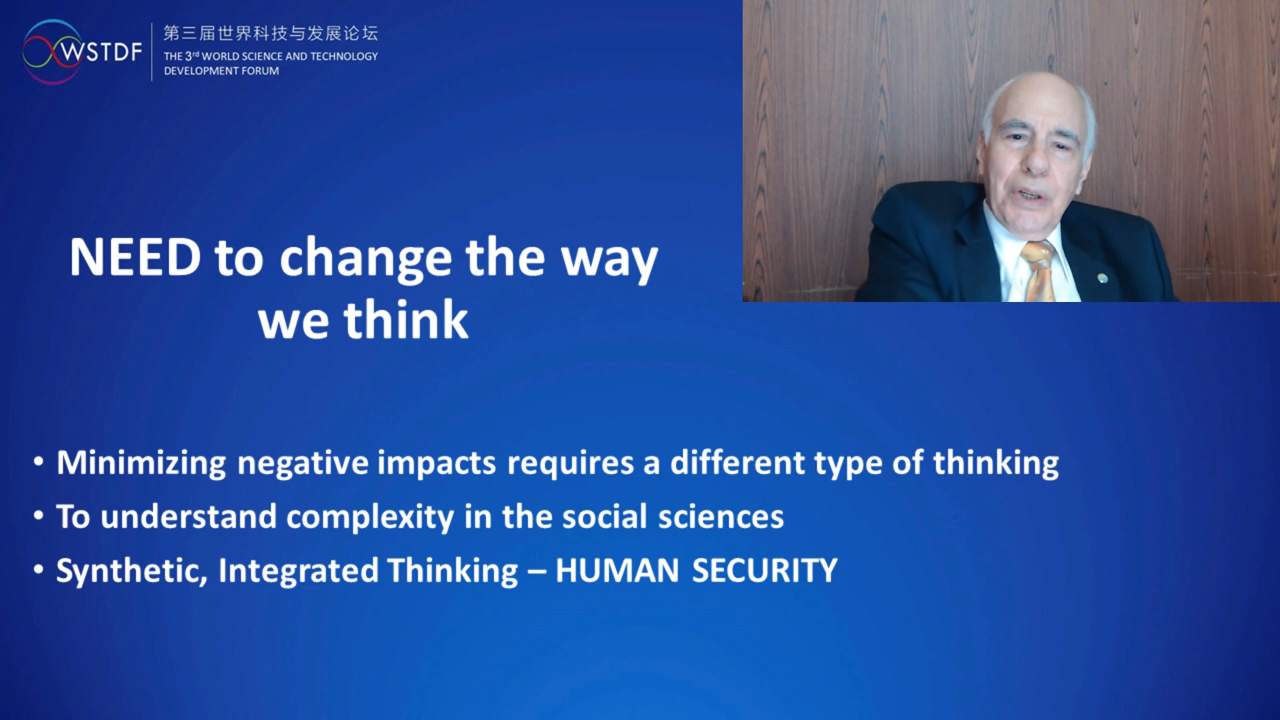 WSTDF
第三届世界科技与发展论坛
THE 3rd WORLD SCIENCE AND TECHNOLOGY
DEVELOPMENT FORUM
NEED to change the way
we think
• Minimizing negative impacts requires a different type of thinking
• To understand complexity in the social sciences
• Synthetic, Integrated Thinking – HUMAN SECURITY